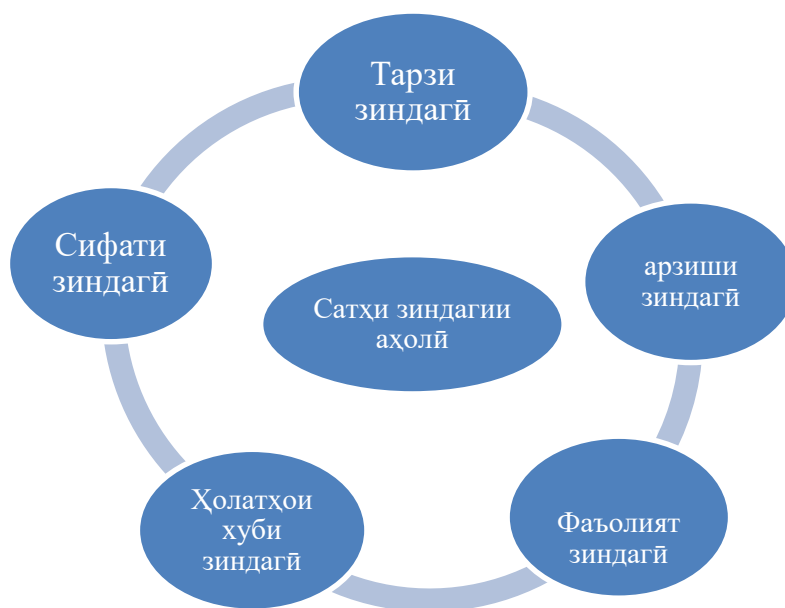 Тарзи
зиндагӣ
арзиши
зиндагӣ
Фаъолият
зиндагӣ
Ҳолатҳои
хуби
зиндагӣ
Сифати
зиндагӣ
Сатҳи зиндагии
аҳолӣ